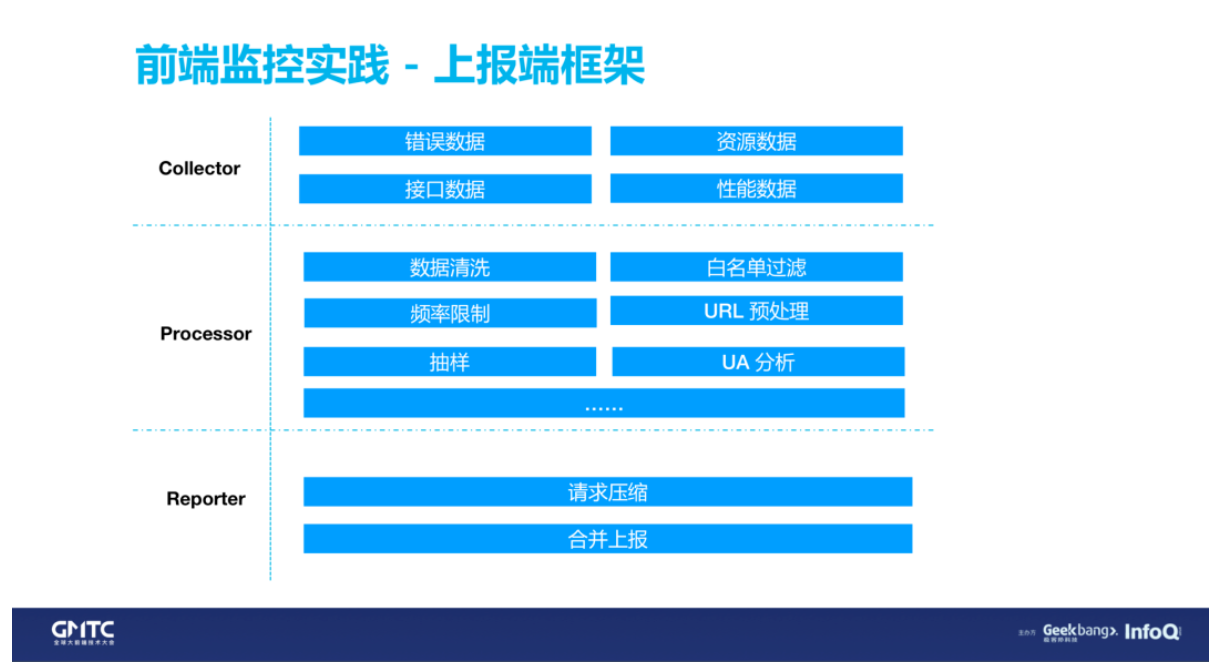 前端监控实践 - 上报端框架
Collector
错误数据
资源数据
接口数据
性能数据
Processor
数据清洗
白名单过滤
频率限制
URL 预处理
抽样
UA 分析
……
Reporter
请求压缩
合并上报
GMTC
全球大前端技术大会
主办方
Geekbang>.
极客邦科技
InfoQ